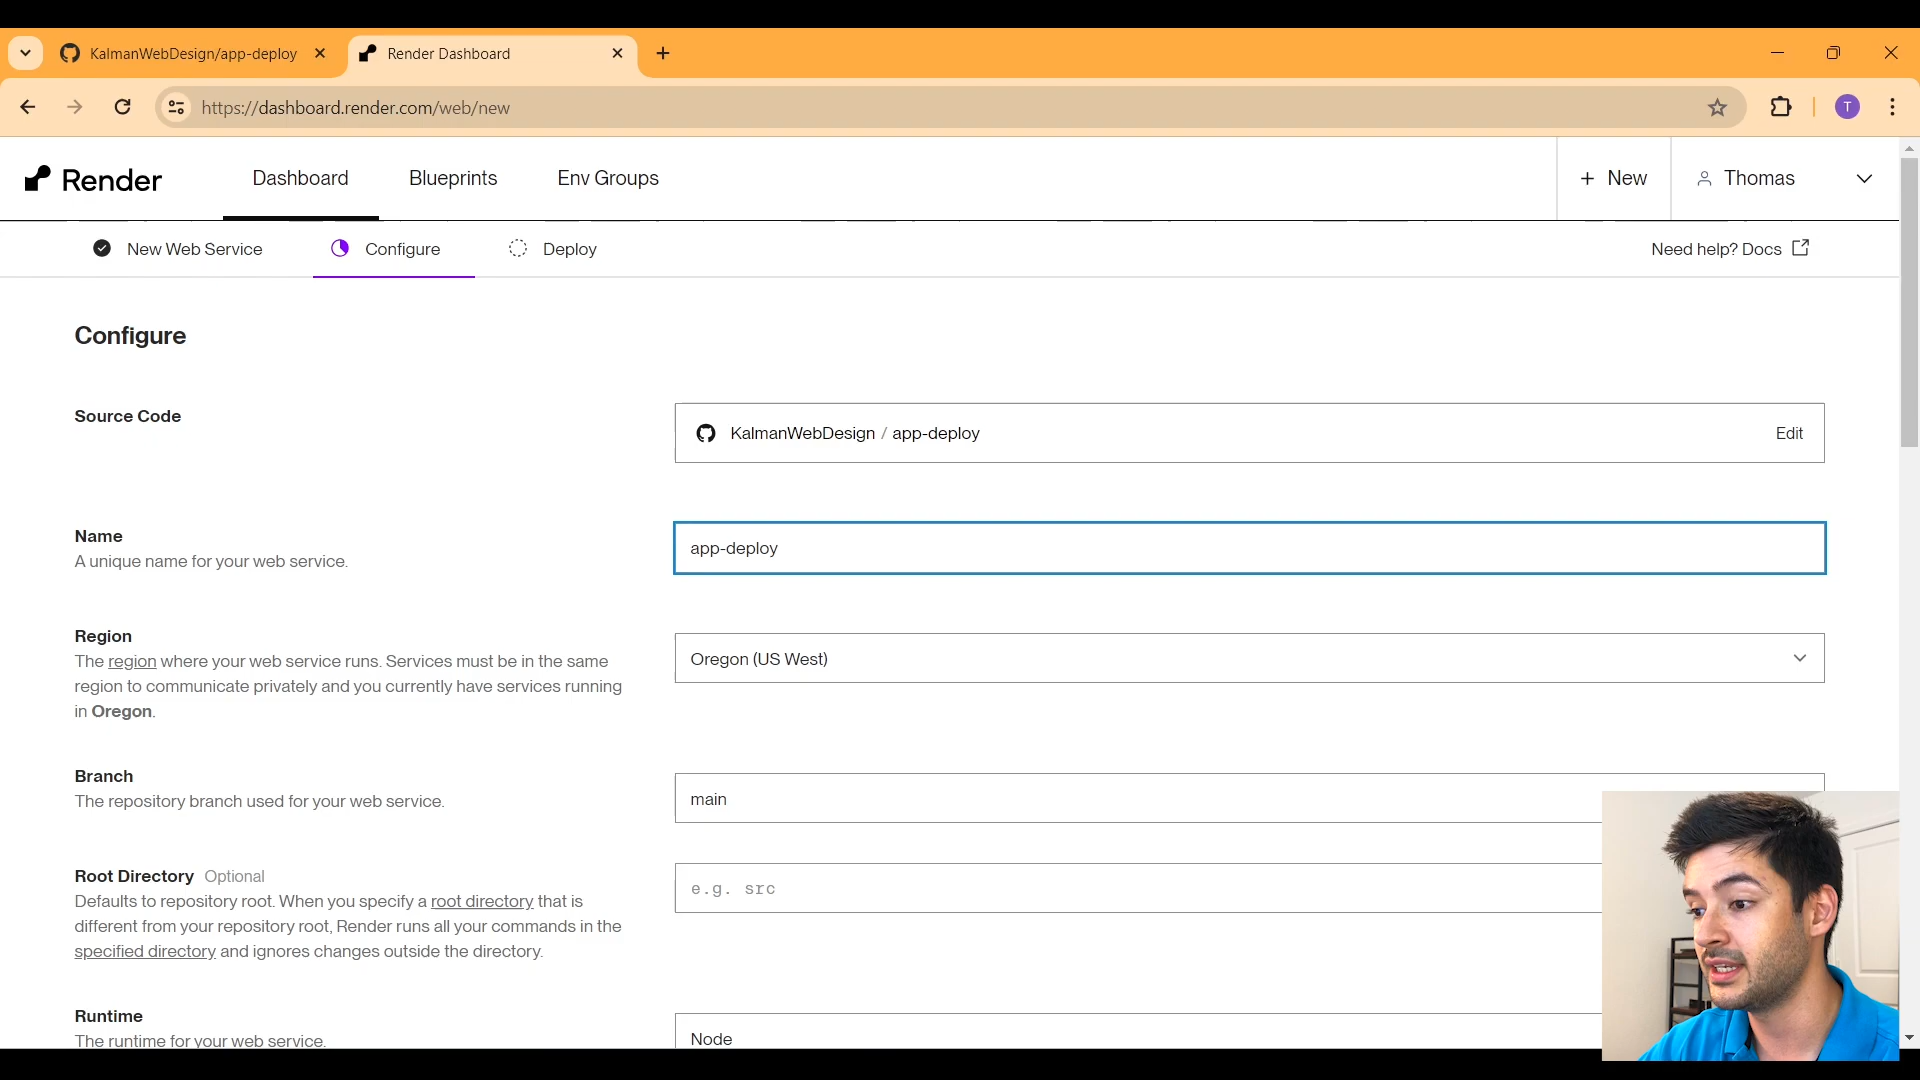 KalmanWebDesign/app-deploy
Render Dashboard
https://dashboard.render.com/web/new
T
Render
Dashboard
Blueprints
Env Groups
+ New
Thomas
New Web Service
Configure
Deploy
Need help? Docs
Configure
Source Code
KalmanWebDesign / app-deploy
Edit
Name
A unique name for your web service.
app-deploy
Region
The region where your web service runs. Services must be in the same
region to communicate privately and you currently have services running
in Oregon.
Oregon (US West)
Branch
The repository branch used for your web service.
main
Root Directory Optional
Defaults to repository root. When you specify a root directory that is
different from your repository root, Render runs all your commands in the
specified directory and ignores changes outside the directory.
e.g. src
Runtime
The runtime for your web service.
Node